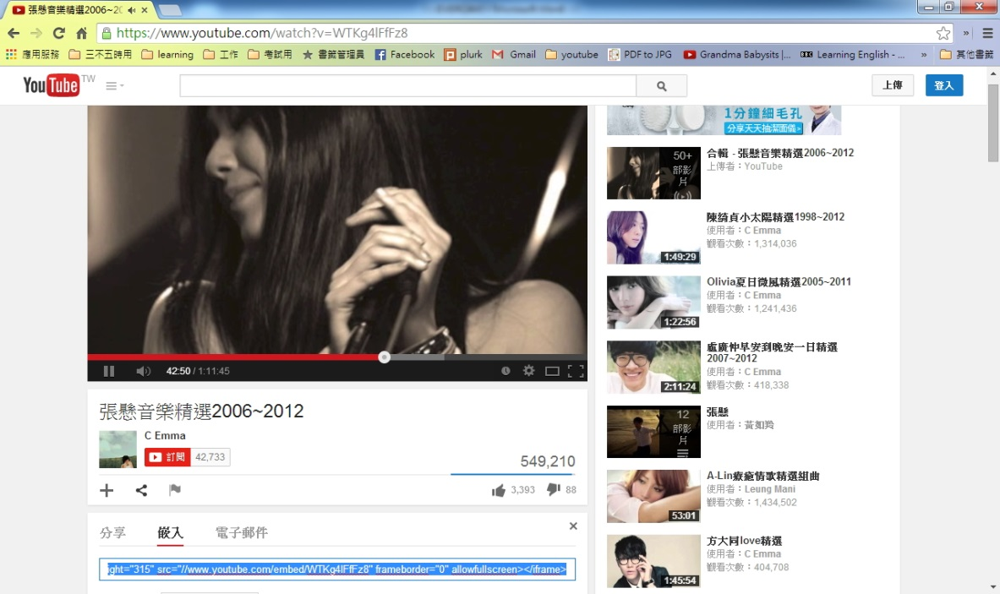 張懸音樂精選2006~20
https://www.youtube.com/watch?v=WTKg4lFfFz8
應用服務 三不五時用 learning 工作 考試用 書籤管理員 Facebook plurk Gmail youtube PDF to JPG Grandma Babysits |... Learning English - ... » 其他書籤
YouTube TW
上傳 登入
1分鐘細毛孔
分享天天抽潔面儀>
50+
部影
片
合輯 - 張懸音樂精選2006~2012
上傳者：YouTube
1:49:29
陳綺貞小太陽精選1998~2012
使用者：C Emma
觀看次數：1,314,036
1:22:56
Olivia夏日微風精選2005~2011
使用者：C Emma
觀看次數：1,241,436
2:11:24
盧廣仲早安到晚安一日精選
2007~2012
使用者：C Emma
觀看次數：418,338
12
部影
片
張懸
使用者：黃如羚
53:01
A-Lin療癒情歌精選組曲
使用者：Leung Mani
觀看次數：1,434,502
1:45:54
方大同love精選
使用者：C Emma
觀看次數：404,708
42:50 / 1:11:45
張懸音樂精選2006~2012
C Emma
訂閱 42,733
549,210
3,393 88
分享 嵌入 電子郵件
ight="315" src="//www.youtube.com/embed/WTKg4lFfFz8" frameborder="0" allowfullscreen></iframe>